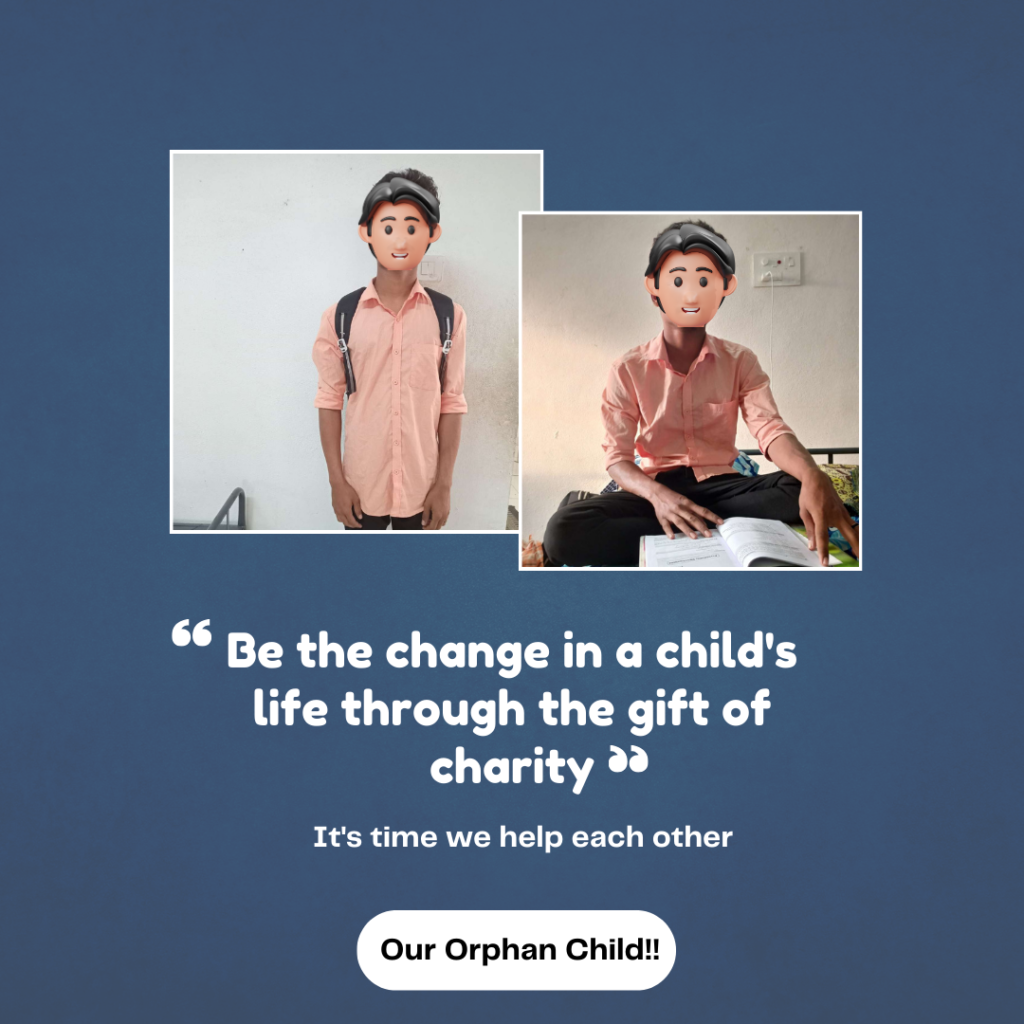 ❝ Be the change in a child's
life through the gift of
charity ❞
It's time we help each other
Our Orphan Child!!